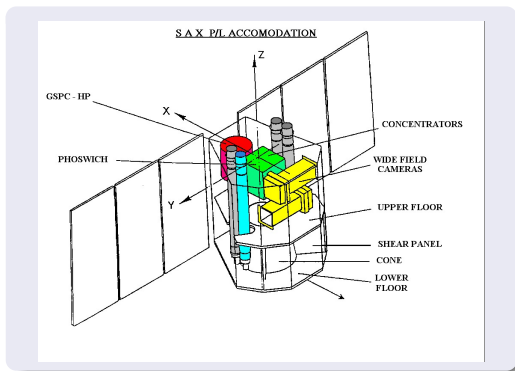 S A X P/L ACCOMODATION
Z
GSPC - HP
X
CONCENTRATORS
PHOSWICH
WIDE FIELD
CAMERAS
Y
UPPER FLOOR
SHEAR PANEL
CONE
LOWER
FLOOR